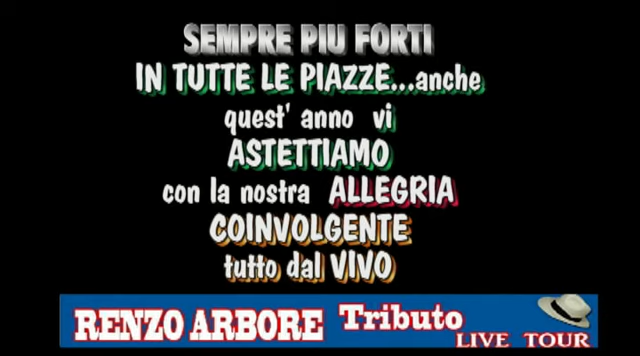 SEMPRE PIU FORTI
IN TUTTE LE PIAZZE...anche
quest' anno vi
ASTETTIAMO
con la nostra ALLEGRIA
COINVOLGENTE
tutto dal VIVO
RENZO ARBORE Tributo
LIVE TOUR